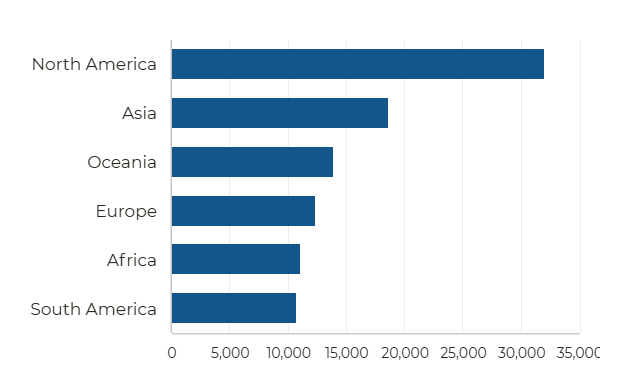 North America
Asia
Oceania
Europe
Africa
South America
0 5,000 10,000 15,000 20,000 25,000 30,000 35,000